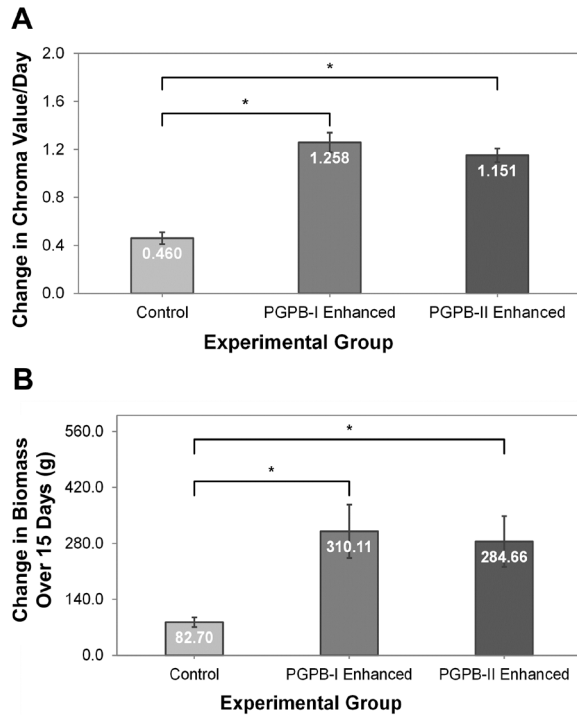 A
Change in Chroma Value/Day
2.0
1.6
1.2
0.8
0.4
0.0
*
*
0.460
1.258
1.151
Control
PGPB-I Enhanced
PGPB-II Enhanced
Experimental Group
B
Change in Biomass
Over 15 Days (g)
560.0
420.0
280.0
140.0
0.0
*
*
82.70
310.11
284.66
Control
PGPB-I Enhanced
PGPB-II Enhanced
Experimental Group